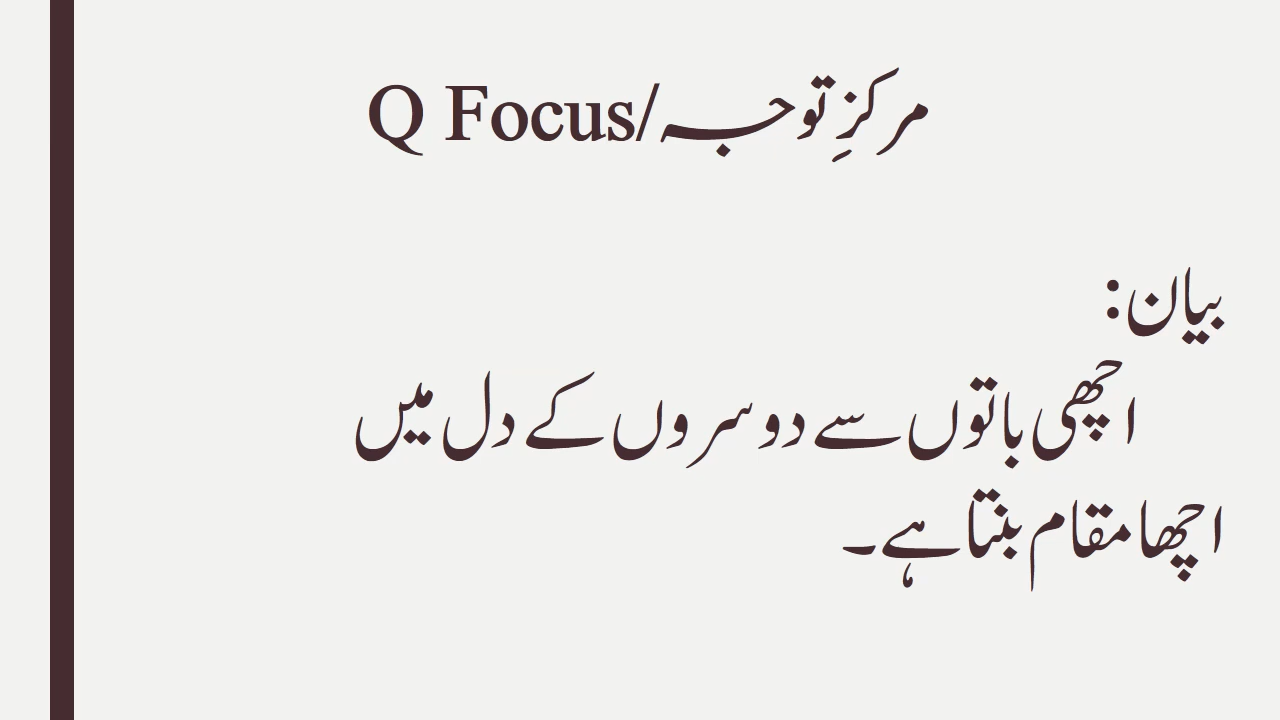 مرکزِ توجہ/Q Focus
بیان:
اچھی باتوں سے دوسروں کے دل میں
اچھا مقام بنتا ہے۔